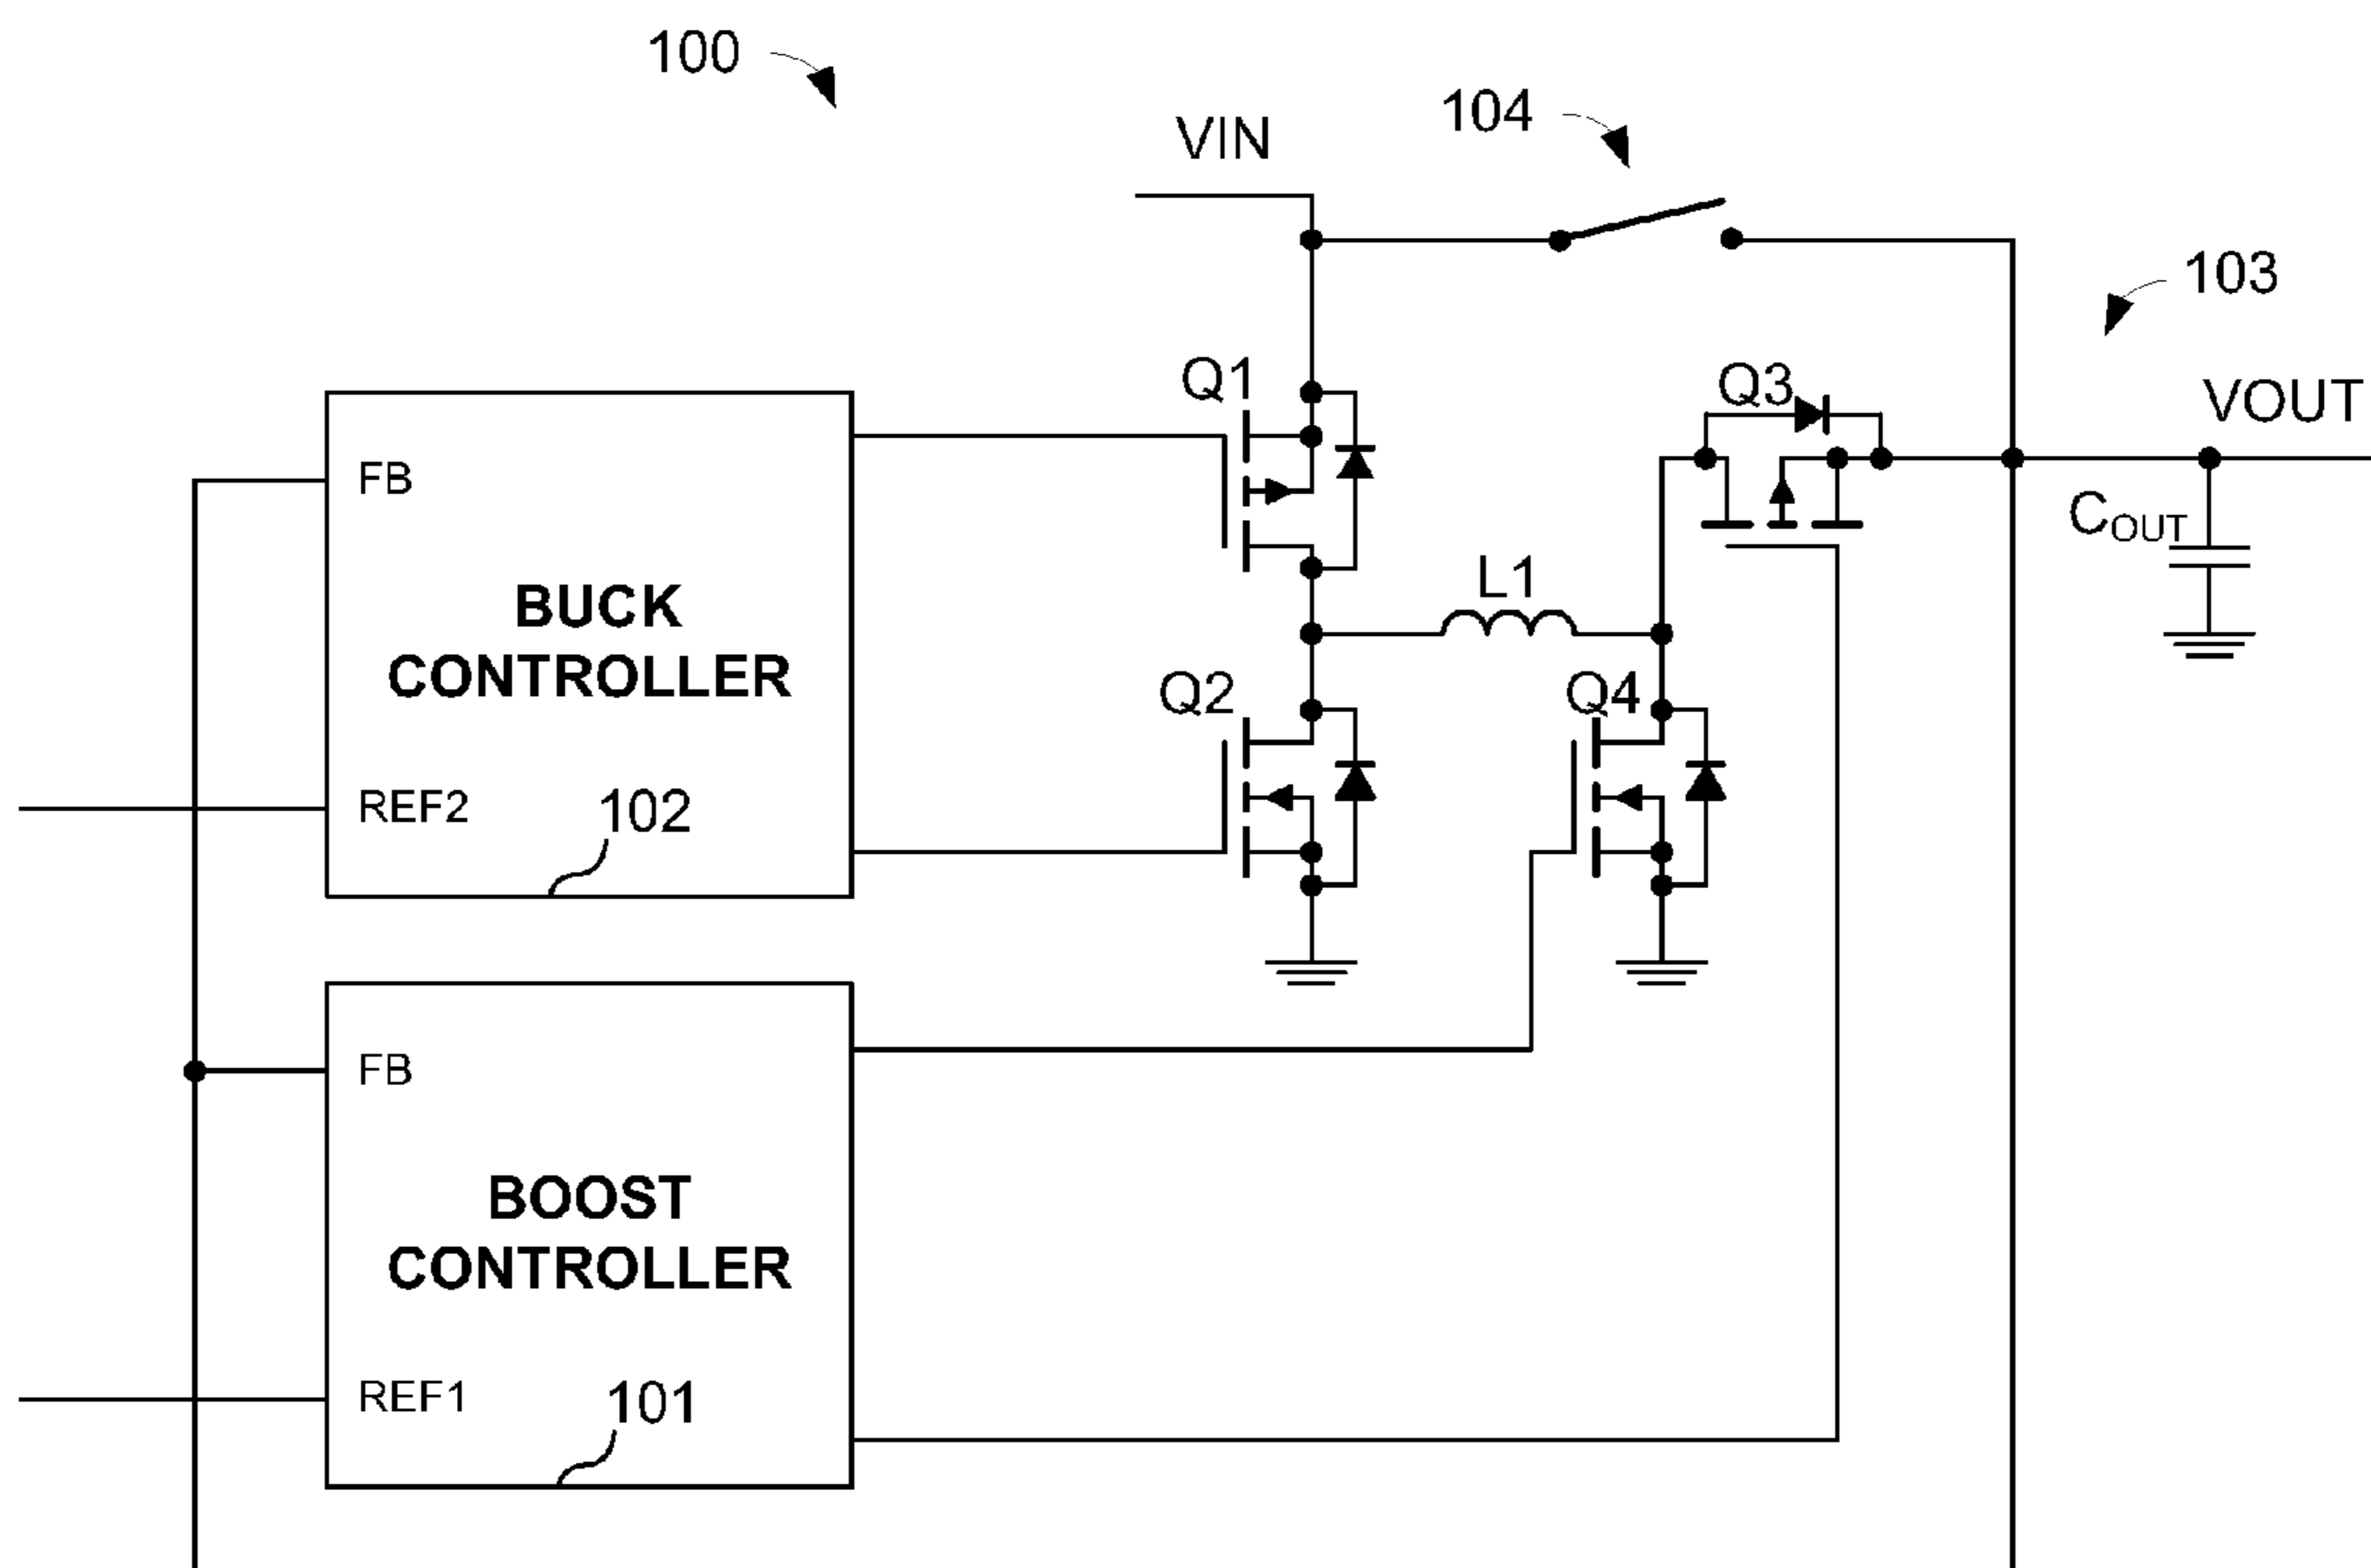 100
104
VIN
103
Q1
Q3
VOUT
FB
C_OUT
L1
BUCK
CONTROLLER
Q2
Q4
REF2
102
FB
BOOST
CONTROLLER
REF1
101